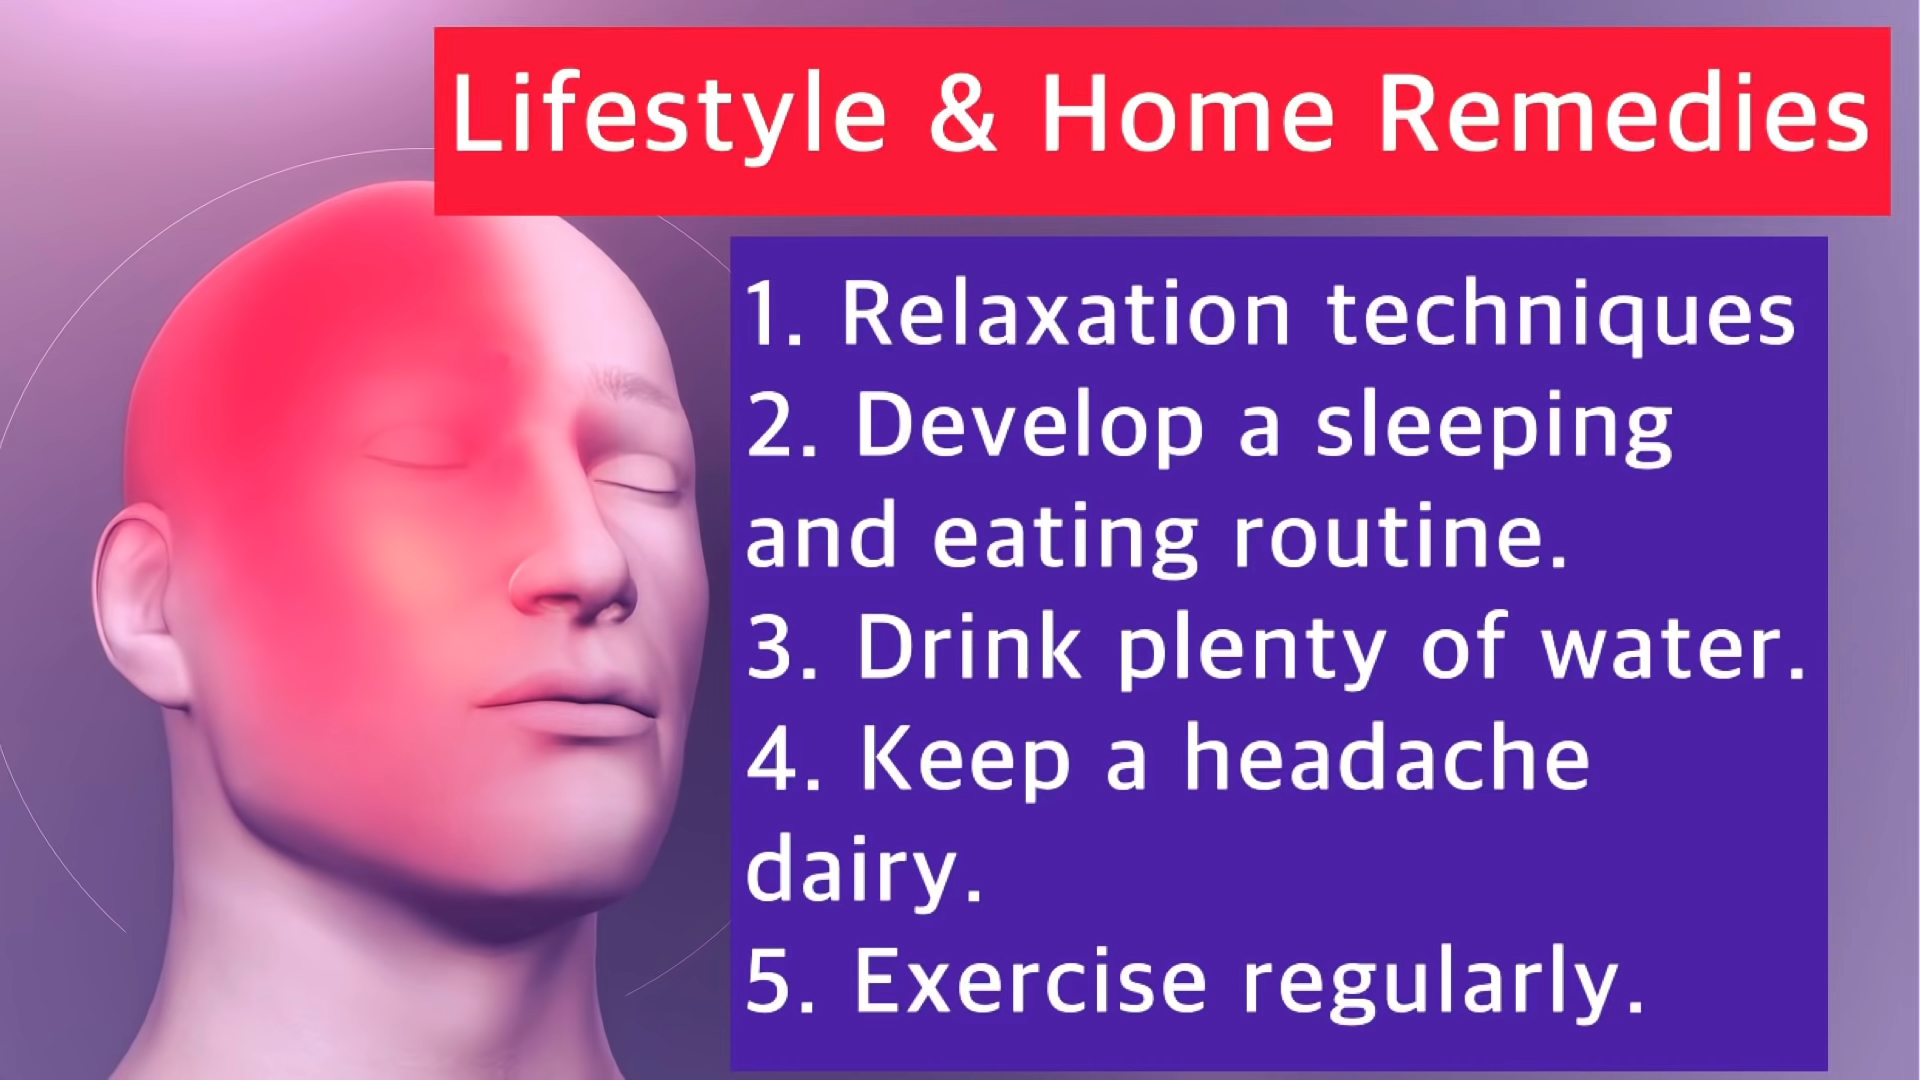 Lifestyle & Home Remedies
1. Relaxation techniques
2. Develop a sleeping
and eating routine.
3. Drink plenty of water.
4. Keep a headache
dairy.
5. Exercise regularly.